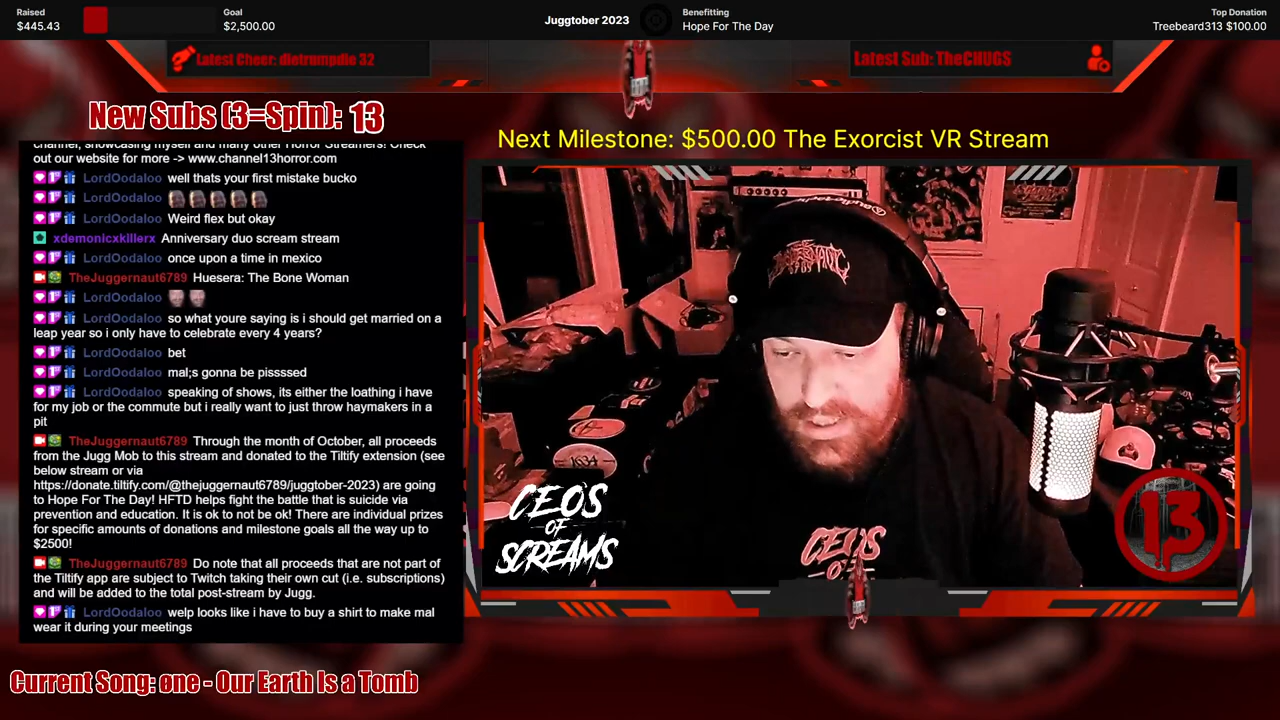 Raised
$445.43
Goal
$2,500.00
Juggtober 2023
Benefitting
Hope For The Day
Top Donation
Treebeard313 $100.00
Latest Cheer: dietrumpdie 32
Latest Sub: TheCHUGS
New Subs (3=Spin): 13
Next Milestone: $500.00 The Exorcist VR Stream
channel, showcasing myself and many other Horror Streamers! Check
out our website for more -> www.channel13horror.com
LordOodaloo well thats your first mistake bucko
LordOodaloo
LordOodaloo Weird flex but okay
xdemonicxkillerx Anniversary duo scream stream
LordOodaloo once upon a time in mexico
TheJuggernaut6789 Huesera: The Bone Woman
LordOodaloo
LordOodaloo so what youre saying is i should get married on a
leap year so i only have to celebrate every 4 years?
LordOodaloo bet
LordOodaloo mal;s gonna be pisssssed
LordOodaloo speaking of shows, its either the loathing i have
for my job or the commute but i really want to just throw haymakers in a
pit
TheJuggernaut6789 Through the month of October, all proceeds
from the Jugg Mob to this stream and donated to the Tiltify extension (see
below stream or via
https://donate.tiltify.com/@thejuggernaut6789/juggtober-2023) are going
to Hope For The Day! HFTD helps fight the battle that is suicide via
prevention and education. It is ok to not be ok! There are individual prizes
for specific amounts of donations and milestone goals all the way up to
$2500!
TheJuggernaut6789 Do note that all proceeds that are not part of
the Tiltify app are subject to Twitch taking their own cut (i.e. subscriptions)
and will be added to the total post-stream by Jugg.
LordOodaloo welp looks like i have to buy a shirt to make mal
wear it during your meetings
audio-technica
1634
CEO'S
OF
SCREAMS
CEO'S
OF
13
Current Song: øne - Our Earth Is a Tomb